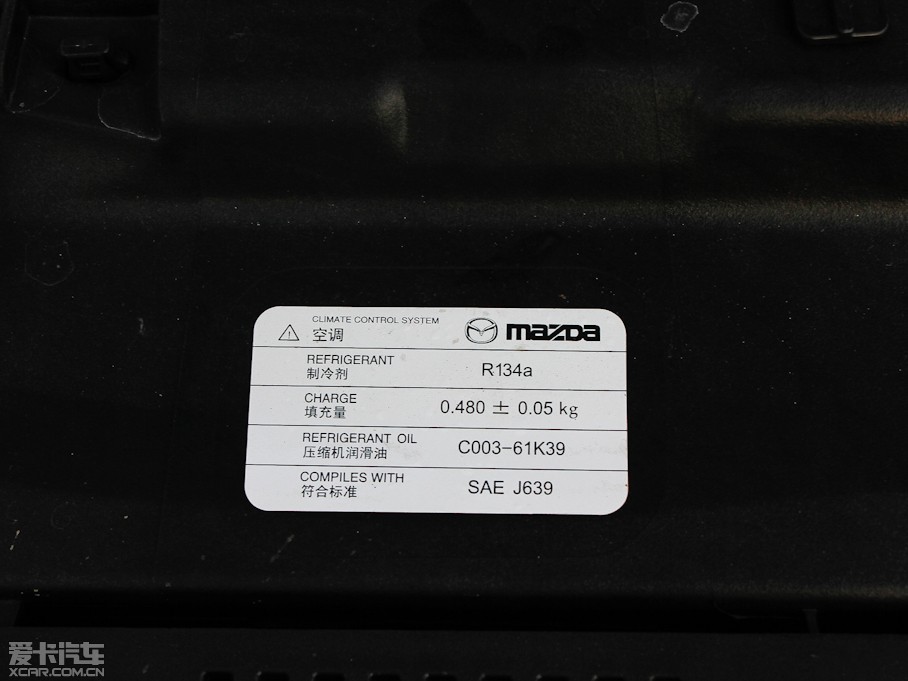 CLIMATE CONTROL SYSTEM
空调
mazda
REFRIGERANT
制冷剂
R134a
CHARGE
填充量
0.480 ± 0.05 kg
REFRIGERANT OIL
压缩机润滑油
C003-61K39
COMPILES WITH
符合标准
SAE J639
爱卡汽车
XCAR.COM.CN